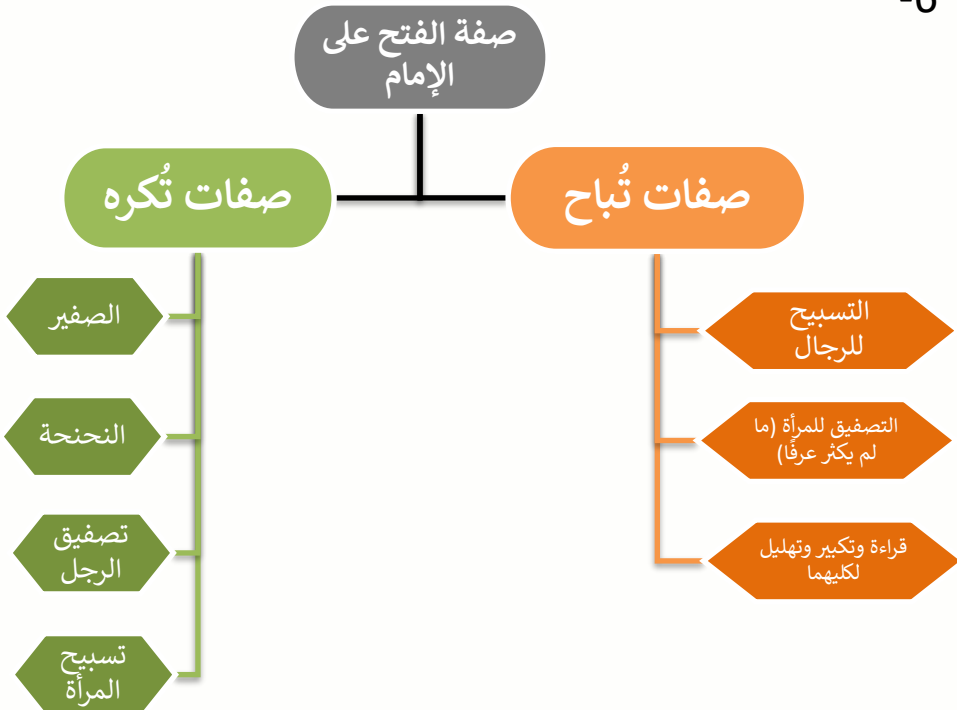 6-
صفة الفتح على
الإمام
صفات تُباح
صفات تُكره
التسبيح
للرجال
التصفيق للمرأة (ما
لم يكثر عرفًا)
قراءة وتكبير وتهليل
لكليهما
الصفير
النحنحة
تصفيق
الرجل
تسبيح
المرأة